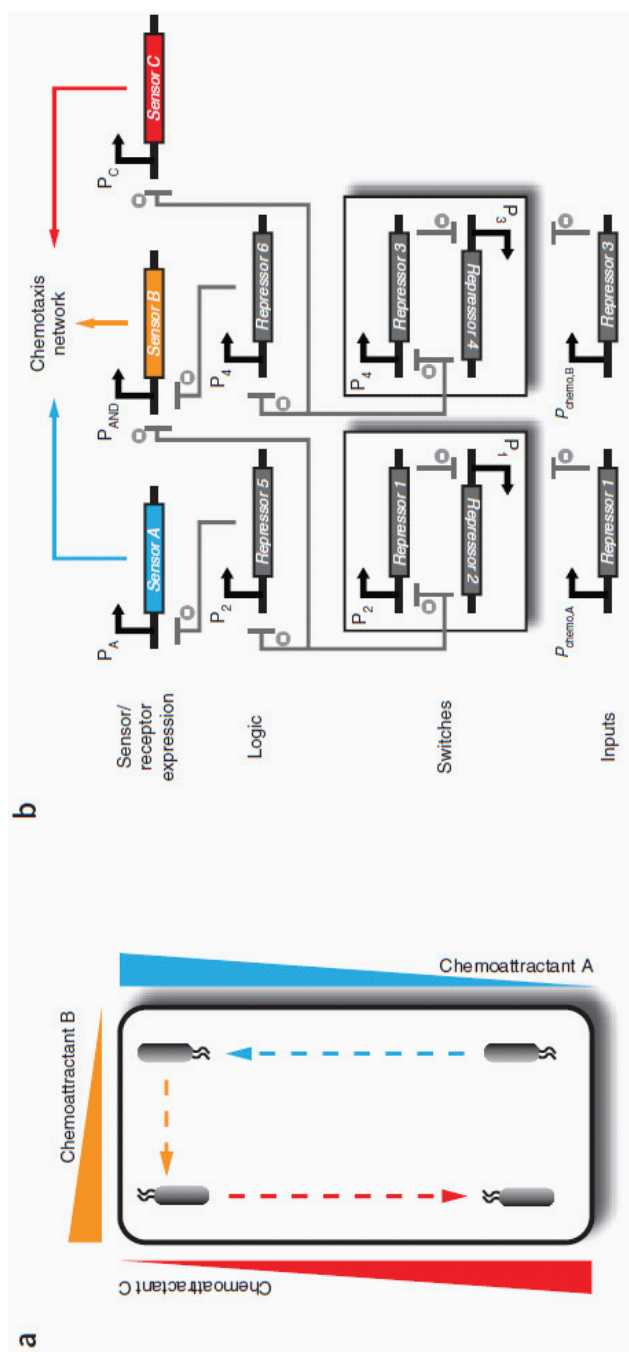 a
Chemoattractant B
Chemoattractant A
Chemoattractant C
b
Chemotaxis
network
Sensor/
receptor
expression
P_A
Sensor A
P_AND
Sensor B
P_C
Sensor C
Logic
P_2
Repressor 5
P_4
Repressor 6
Switches
P_2
Repressor 1
Repressor 2
P_1
P_4
Repressor 3
Repressor 4
P_3
Inputs
P_chemo,A
Repressor 1
P_chemo,B
Repressor 3